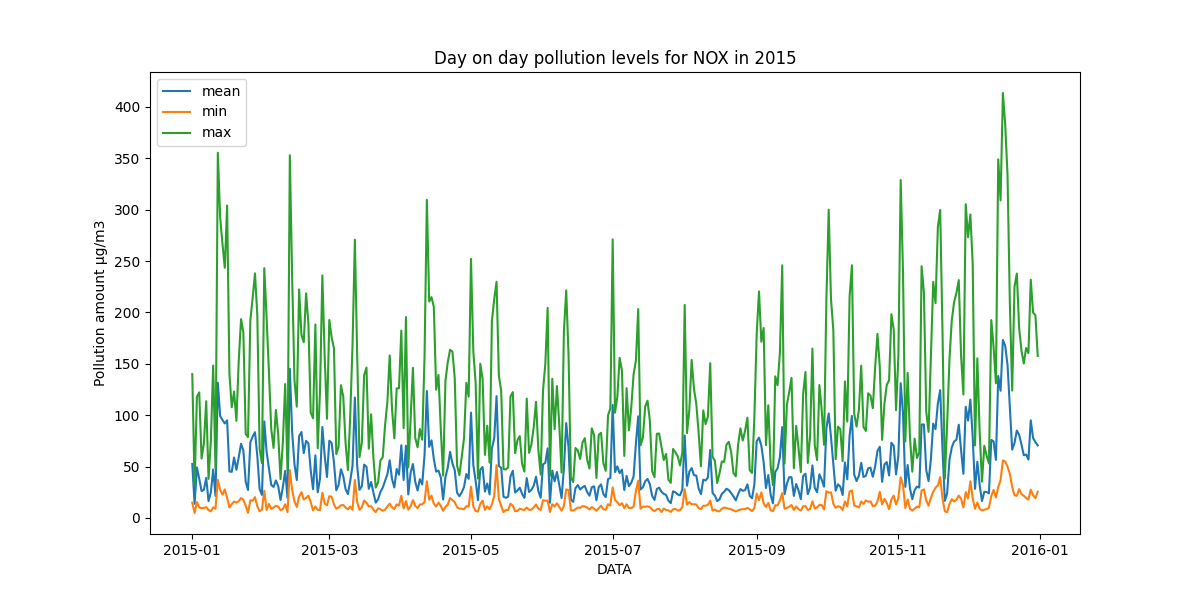 Day on day pollution levels for NOX in 2015
mean
min
max
400
350
300
250
200
150
100
50
0
Pollution amount µg/m3
2015-01
2015-03
2015-05
2015-07
2015-09
2015-11
2016-01
DATA